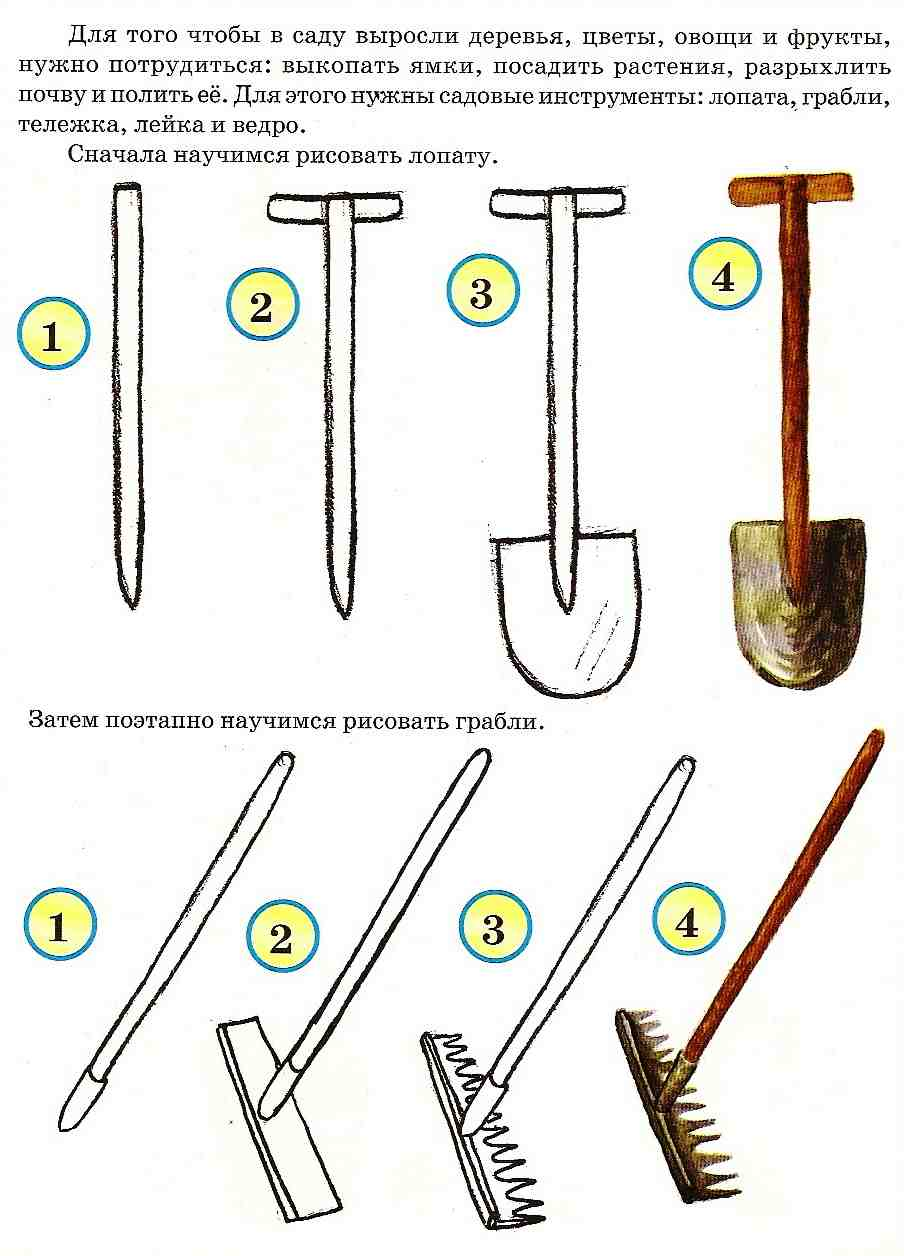 Для того чтобы в саду выросли деревья, цветы, овощи и фрукты,
нужно потрудиться: выкопать ямки, посадить растения, разрыхлить
почву и полить её. Для этого нужны садовые инструменты: лопата, грабли,
тележка, лейка и ведро.
Сначала научимся рисовать лопату.
1
2
3
4
Затем поэтапно научимся рисовать грабли.
1
2
3
4